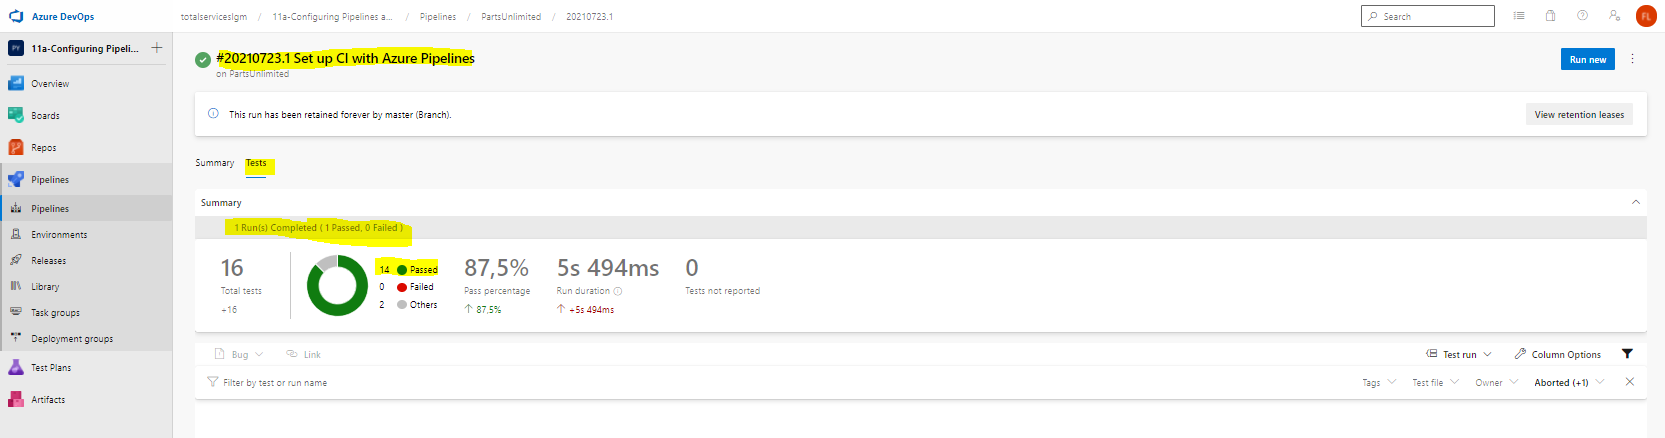 Azure DevOps
totalserviceslgm / 11a-Configuring Pipelines a... / Pipelines / PartsUnlimited / 20210723.1
Search
FL
PY 11a-Configuring Pipeli... +
Overview
Boards
Repos
Pipelines
Pipelines
Environments
Releases
Library
Task groups
Deployment groups
Test Plans
Artifacts
#20210723.1 Set up CI with Azure Pipelines
on PartsUnlimited
Run new
This run has been retained forever by master (Branch).
View retention leases
Summary Tests
Summary
1 Run(s) Completed ( 1 Passed, 0 Failed )
16
Total tests
+16
14 Passed
0 Failed
2 Others
87,5%
Pass percentage
87,5%
5s 494ms
Run duration
+5s 494ms
0
Tests not reported
Bug Link
Test run Column Options
Filter by test or run name
Tags Test file Owner Aborted (+1)